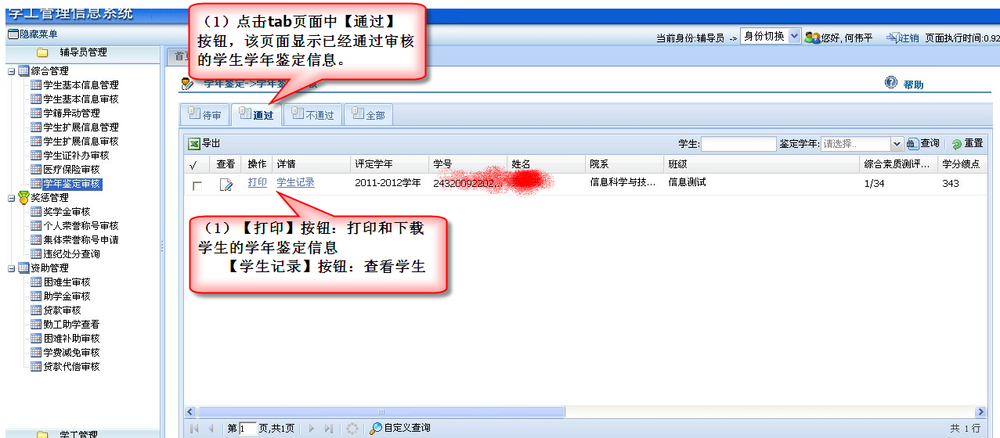 学工管理信息系统
（1）点击tab页面中【通过】
按钮，该页面显示已经通过审核
的学生学年鉴定信息。
隐藏菜单
当前身份:辅导员 -> 身份切换 您好, 何伟平 注销 页面执行时间:0.92
辅导员管理
首页
综合管理
学生基本信息管理
学生基本信息审核
学籍异动管理
学生扩展信息管理
学生扩展信息审核
学生证补办审核
医疗保险审核
学年鉴定审核
奖惩管理
奖学金审核
个人荣誉称号审核
集体荣誉称号申请
违纪处分查询
资助管理
困难生审核
助学金审核
贷款审核
勤工助学查看
困难补助审核
学费减免审核
贷款代偿审核
学工管理
学年鉴定->学年鉴
帮助
待审 通过 不通过 全部
导出 学生: 鉴定学年: 请选择.. 查询 重置
√ 查看 操作 详情 评定学年 学号 姓名 院系 班级 综合素质测评... 学分绩点
打印 学生记录 2011-2012学年 24320092202... 信息科学与技... 信息测试 1/34 343
（1）【打印】按钮：打印和下载
学生的学年鉴定信息
【学生记录】按钮：查看学生
第 1 页,共1页 自定义查询 共 1 行